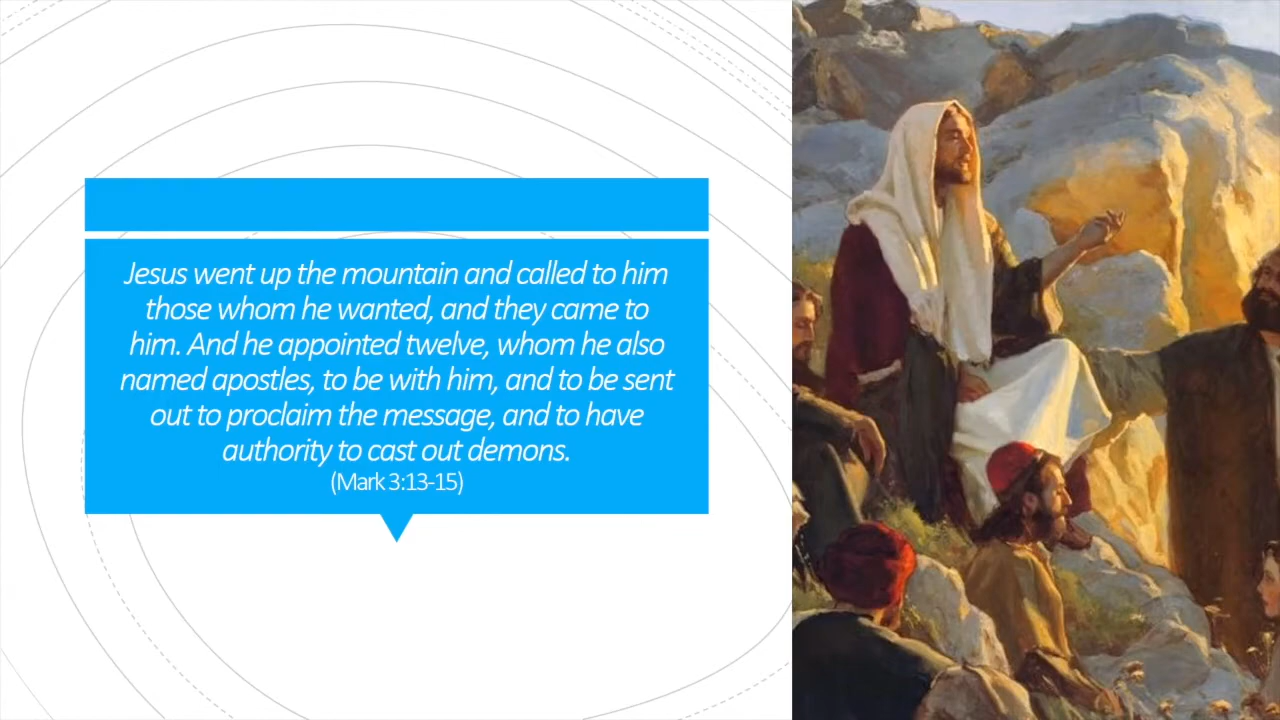 Jesus went up the mountain and called to him
those whom he wanted, and they came to
him. And he appointed twelve, whom he also
named apostles, to be with him, and to be sent
out to proclaim the message, and to have
authority to cast out demons.
(Mark 3:13-15)